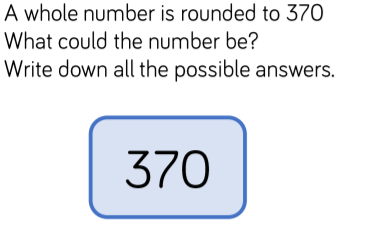 A whole number is rounded to 370
What could the number be?
Write down all the possible answers.
370